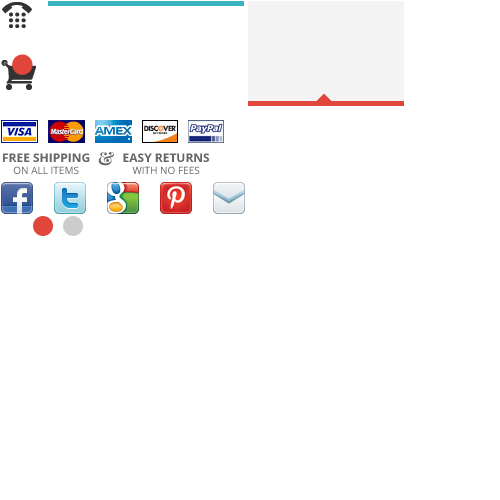 VISA MasterCard AMEX DISCOVER PayPal
FREE SHIPPING & EASY RETURNS
ON ALL ITEMS WITH NO FEES